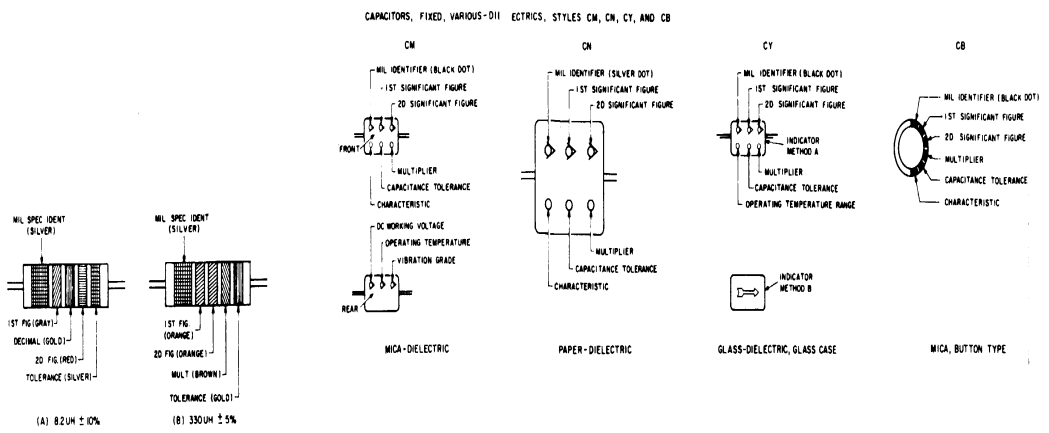 CAPACITORS, FIXED, VARIOUS-DII ECTRICS, STYLES CM, CN, CY, AND CB
CM
MIL IDENTIFIER (BLACK DOT)
1ST SIGNIFICANT FIGURE
2D SIGNIFICANT FIGURE
FRONT
MULTIPLIER
CAPACITANCE TOLERANCE
CHARACTERISTIC
DC WORKING VOLTAGE
OPERATING TEMPERATURE
VIBRATION GRADE
REAR
MICA-DIELECTRIC
CN
MIL IDENTIFIER (SILVER DOT)
1ST SIGNIFICANT FIGURE
2D SIGNIFICANT FIGURE
MULTIPLIER
CAPACITANCE TOLERANCE
CHARACTERISTIC
PAPER-DIELECTRIC
CY
MIL IDENTIFIER (BLACK DOT)
1ST SIGNIFICANT FIGURE
2D SIGNIFICANT FIGURE
INDICATOR
METHOD A
MULTIPLIER
CAPACITANCE TOLERANCE
OPERATING TEMPERATURE RANGE
INDICATOR
METHOD B
GLASS-DIELECTRIC, GLASS CASE
CB
MIL IDENTIFIER (BLACK DOT)
1ST SIGNIFICANT FIGURE
2D SIGNIFICANT FIGURE
MULTIPLIER
CAPACITANCE TOLERANCE
CHARACTERISTIC
MICA, BUTTON TYPE
MIL SPEC IDENT
(SILVER)
1ST FIG (GRAY)
DECIMAL (GOLD)
2D FIG. (RED)
TOLERANCE (SILVER)
(A) 8.2UH ± 10%
MIL SPEC IDENT
(SILVER)
1ST FIG.
(ORANGE)
2D FIG (ORANGE)
MULT (BROWN)
TOLERANCE (GOLD)
(B) 330UH ± 5%